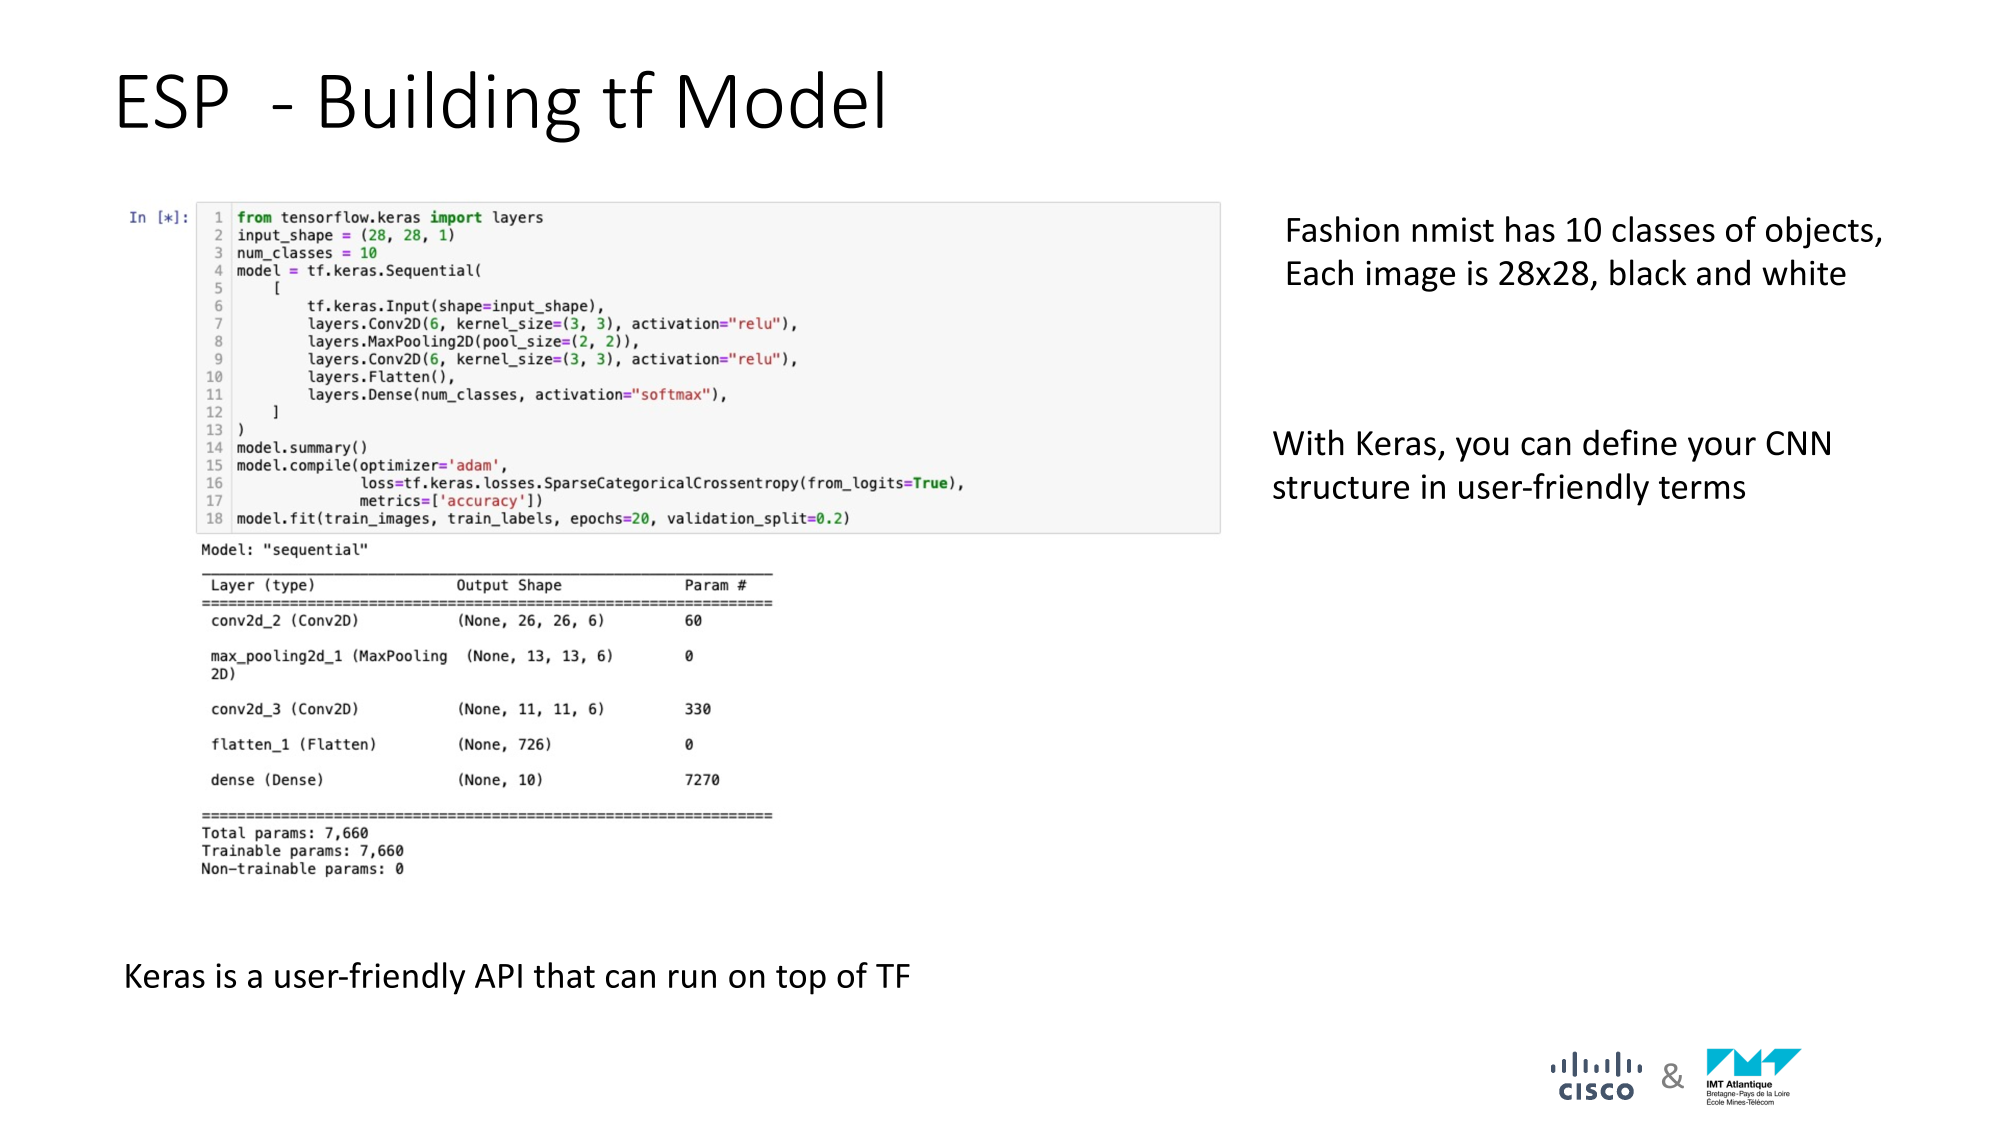 ESP  - Building tf Model
In [*]:
1 from tensorflow.keras import layers
2 input_shape = (28, 28, 1)
3 num_classes = 10
4 model = tf.keras.Sequential(
5     [
6         tf.keras.Input(shape=input_shape),
7         layers.Conv2D(6, kernel_size=(3, 3), activation="relu"),
8         layers.MaxPooling2D(pool_size=(2, 2)),
9         layers.Conv2D(6, kernel_size=(3, 3), activation="relu"),
10         layers.Flatten(),
11         layers.Dense(num_classes, activation="softmax"),
12     ]
13 )
14 model.summary()
15 model.compile(optimizer='adam',
16               loss=tf.keras.losses.SparseCategoricalCrossentropy(from_logits=True),
17               metrics=['accuracy'])
18 model.fit(train_images, train_labels, epochs=20, validation_split=0.2)
Model: "sequential"
Layer (type) Output Shape Param #
conv2d_2 (Conv2D) (None, 26, 26, 6) 60
max_pooling2d_1 (MaxPooling (None, 13, 13, 6) 0
2D)
conv2d_3 (Conv2D) (None, 11, 11, 6) 330
flatten_1 (Flatten) (None, 726) 0
dense (Dense) (None, 10) 7270
Total params: 7,660
Trainable params: 7,660
Non-trainable params: 0
Fashion nmist has 10 classes of objects,
Each image is 28x28, black and white
With Keras, you can define your CNN
structure in user-friendly terms
Keras is a user-friendly API that can run on top of TF
CISCO
&
IMT Atlantique
Bretagne-Pays de la Loire
École Mines-Télécom